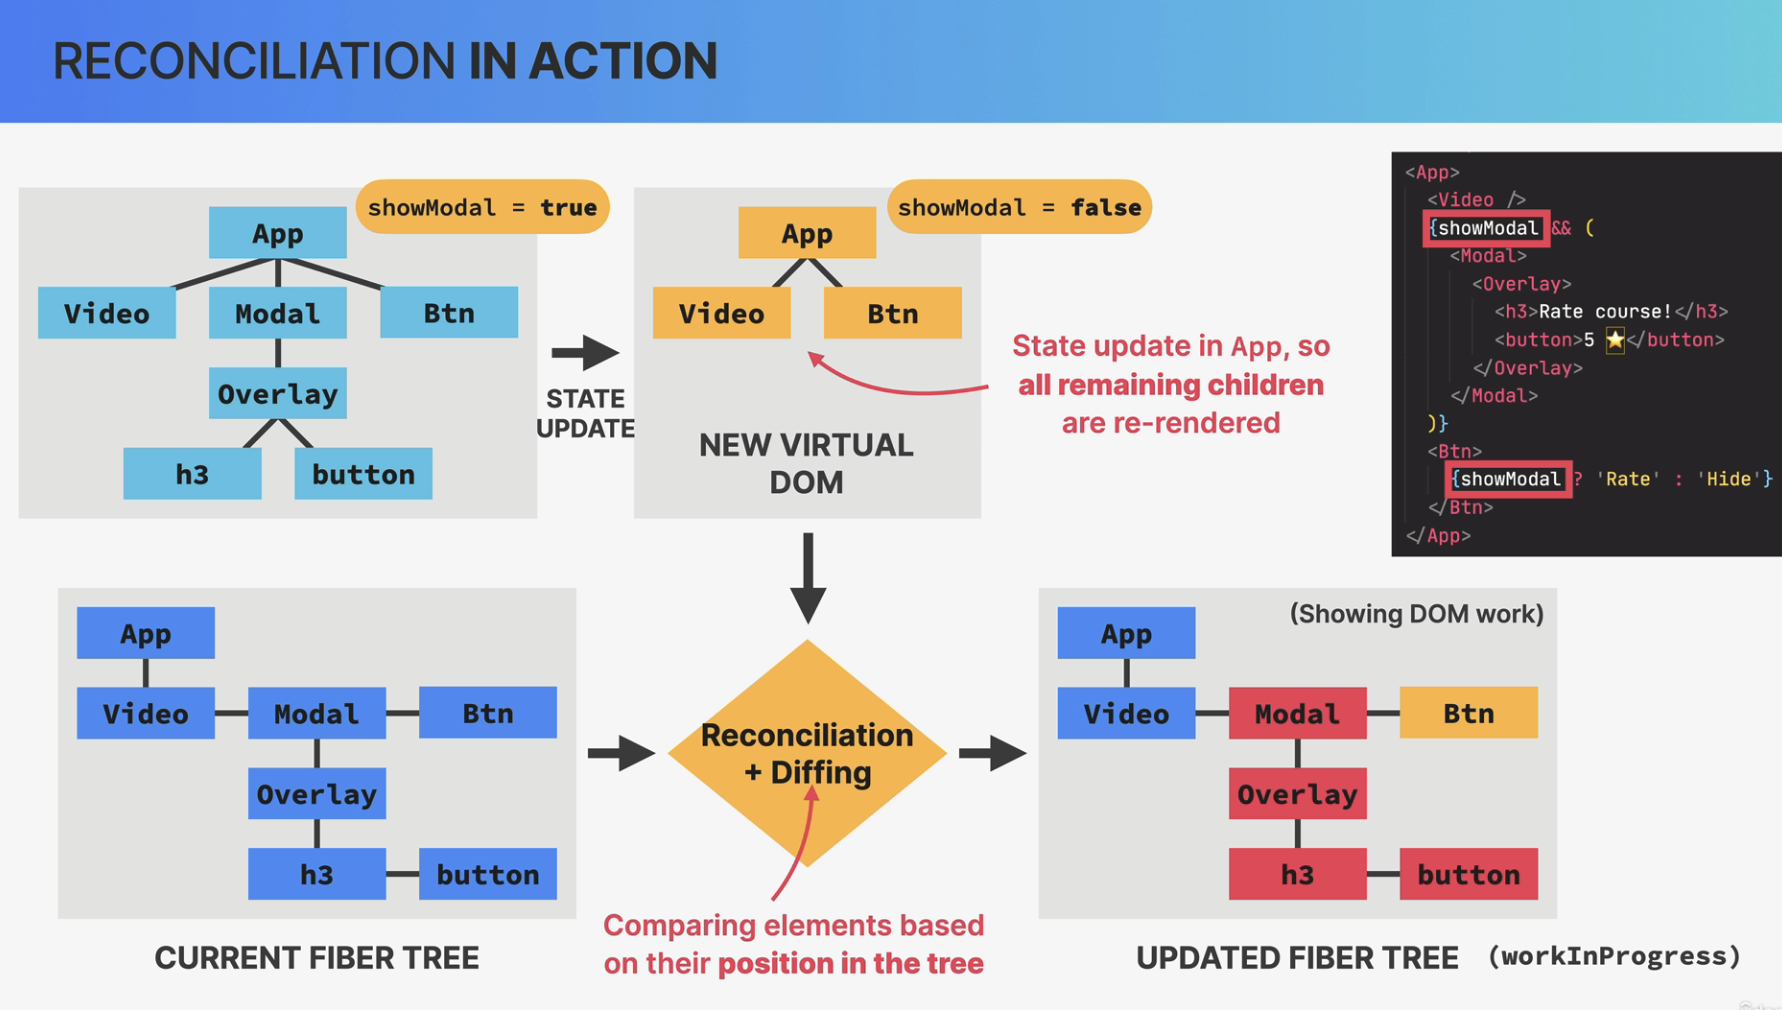 RECONCILIATION IN ACTION
showModal = true
App
Video
Modal
Btn
Overlay
h3
button
STATE
UPDATE
showModal = false
App
Video
Btn
NEW VIRTUAL
DOM
State update in App, so
all remaining children
are re-rendered
<App>
<Video />
{showModal && (
<Modal>
<Overlay>
<h3>Rate course!</h3>
<button>5 ⭐</button>
</Overlay>
</Modal>
)}
<Btn>
{showModal ? 'Rate' : 'Hide'}
</Btn>
</App>
App
Video
Modal
Btn
Overlay
h3
button
CURRENT FIBER TREE
Reconciliation
+ Diffing
Comparing elements based
on their position in the tree
(Showing DOM work)
App
Video
Modal
Btn
Overlay
h3
button
UPDATED FIBER TREE (workInProgress)